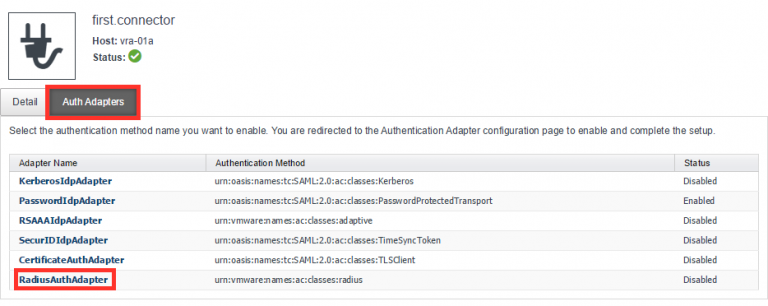 first.connector
Host: vra-01a
Status:
Detail Auth Adapters
Select the authentication method name you want to enable. You are redirected to the Authentication Adapter configuration page to enable and complete the setup.
Adapter Name Authentication Method Status
KerberosIdpAdapter urn:oasis:names:tc:SAML:2.0:ac:classes:Kerberos Disabled
PasswordIdpAdapter urn:oasis:names:tc:SAML:2.0:ac:classes:PasswordProtectedTransport Enabled
RSAAAIdpAdapter urn:vmware:names:ac:classes:adaptive Disabled
SecurIDIdpAdapter urn:oasis:names:tc:SAML:2.0:ac:classes:TimeSyncToken Disabled
CertificateAuthAdapter urn:oasis:names:tc:SAML:2.0:ac:classes:TLSClient Disabled
RadiusAuthAdapter urn:vmware:names:ac:classes:radius Disabled